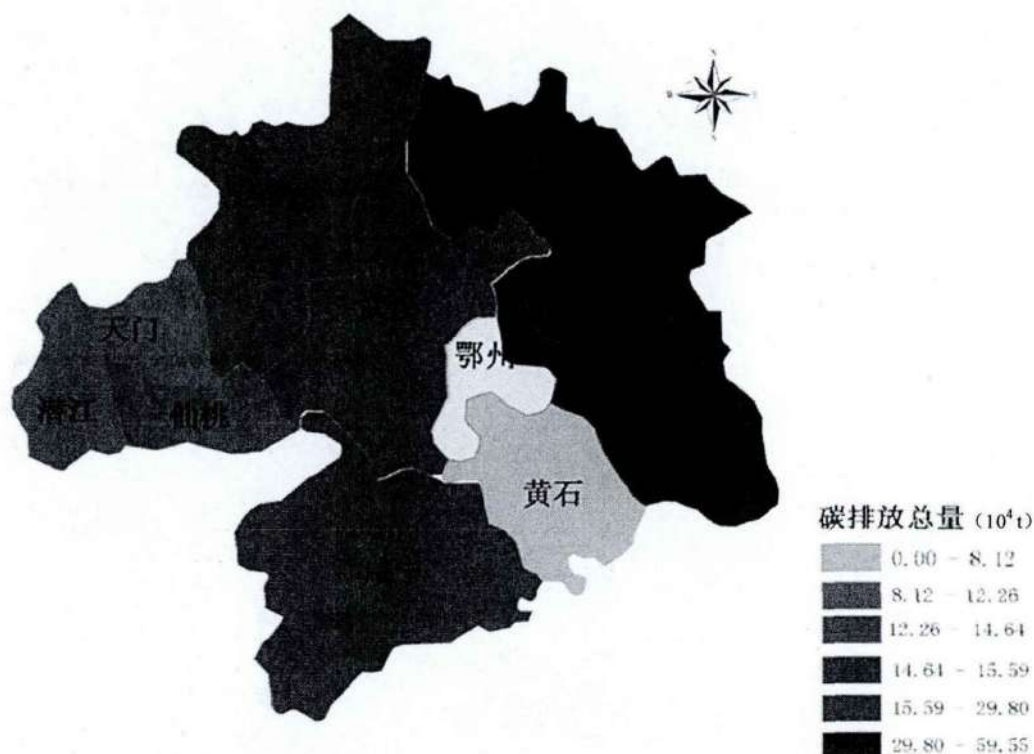 天门
鄂州
潜江
仙桃
黄石
碳排放总量 (10⁴t)
0.00 - 8.12
8.12 - 12.26
12.26 - 14.64
14.64 - 15.59
15.59 - 29.80
29.80 - 59.55